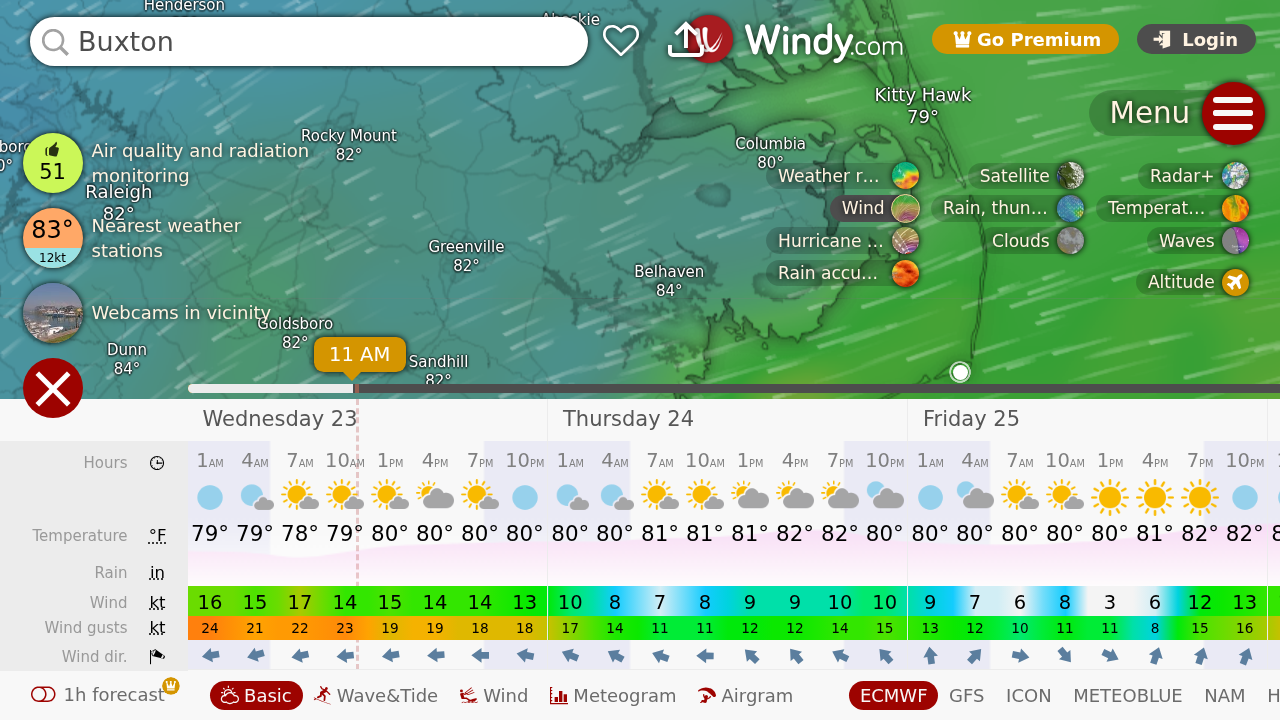 Henderson
Ahoskie
Buxton
Windy.com
Go Premium
Login
Menu
Kitty Hawk
79°
Rocky Mount
82°
Columbia
80°
51
Air quality and radiation
monitoring
Raleigh
82°
83°
12kt
Nearest weather
stations
Webcams in vicinity
Greenville
82°
Belhaven
84°
Goldsboro
82°
Dunn
84°
Sandhill
82°
Weather r...
Satellite
Radar+
Wind
Rain, thun...
Temperat...
Hurricane ...
Clouds
Waves
Rain accu...
Altitude
11 AM
Wednesday 23
Thursday 24
Friday 25
Hours 1AM 4AM 7AM 10AM 1PM 4PM 7PM 10PM 1AM 4AM 7AM 10AM 1PM 4PM 7PM 10PM 1AM 4AM 7AM 10AM 1PM 4PM 7PM 10PM
Temperature °F 79° 79° 78° 79° 80° 80° 80° 80° 80° 80° 81° 81° 81° 82° 82° 80° 80° 80° 80° 80° 80° 81° 82° 82°
Rain in
Wind kt 16 15 17 14 15 14 14 13 10 8 7 8 9 9 10 10 9 7 6 8 3 6 12 13
Wind gusts kt 24 21 22 23 19 19 18 18 17 14 11 11 12 12 14 15 13 12 10 11 11 8 15 16
Wind dir.
1h forecast
Basic
Wave&Tide
Wind
Meteogram
Airgram
ECMWF
GFS
ICON
METEOBLUE
NAM